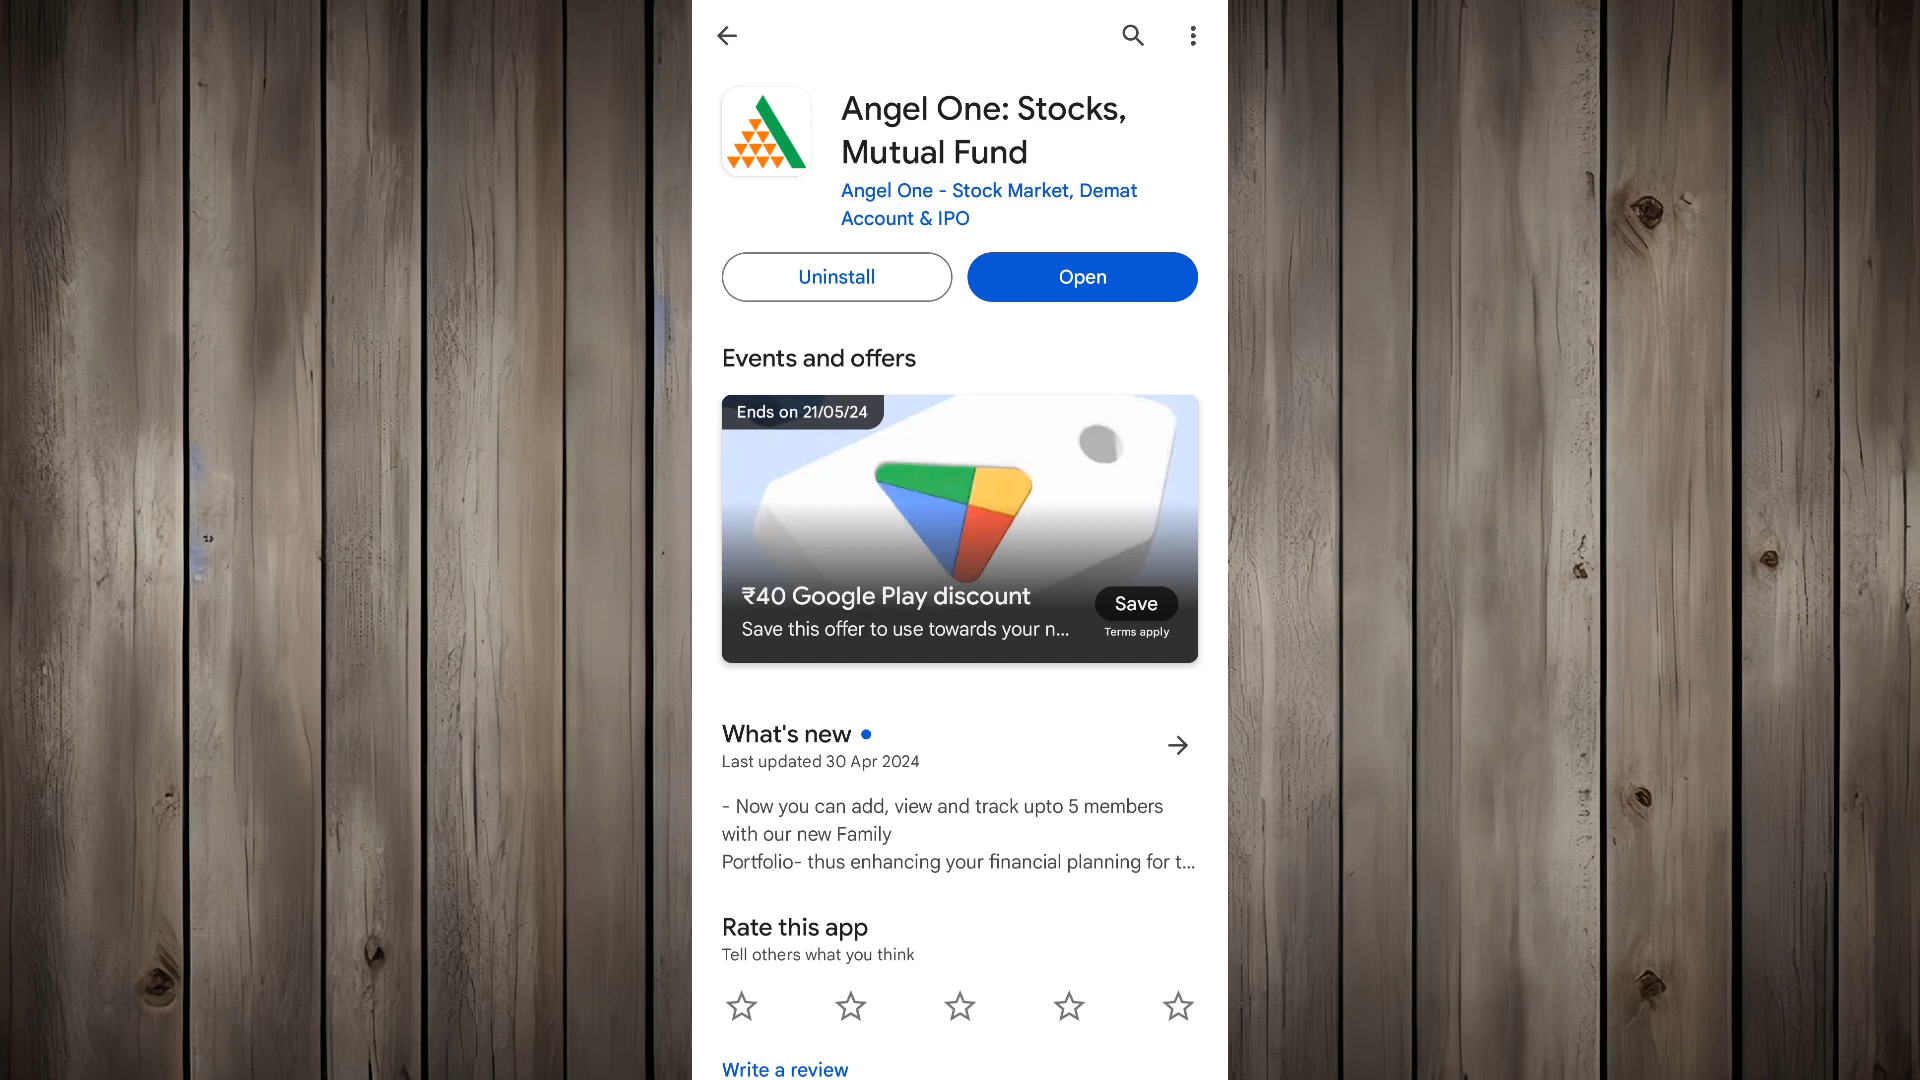 Angel One: Stocks,
Mutual Fund
Angel One - Stock Market, Demat
Account & IPO
Uninstall
Open
Events and offers
Ends on 21/05/24
₹40 Google Play discount
Save this offer to use towards your n...
Save
Terms apply
What's new
Last updated 30 Apr 2024
- Now you can add, view and track upto 5 members
with our new Family
Portfolio- thus enhancing your financial planning for t...
Rate this app
Tell others what you think
Write a review